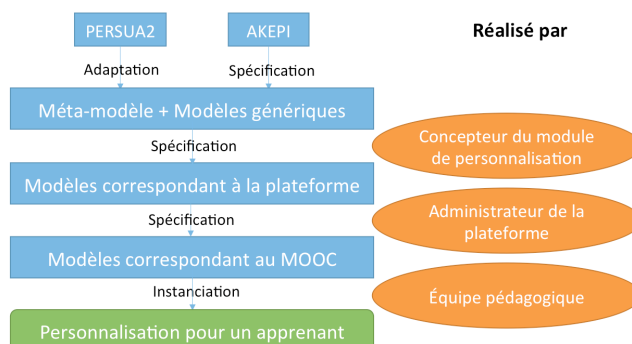 PERSUA2
AKEPI
Réalisé par
Adaptation
Spécification
Méta-modèle + Modèles génériques
Spécification
Concepteur du module
de personnalisation
Modèles correspondant à la plateforme
Spécification
Administrateur de la
plateforme
Modèles correspondant au MOOC
Instanciation
Équipe pédagogique
Personnalisation pour un apprenant